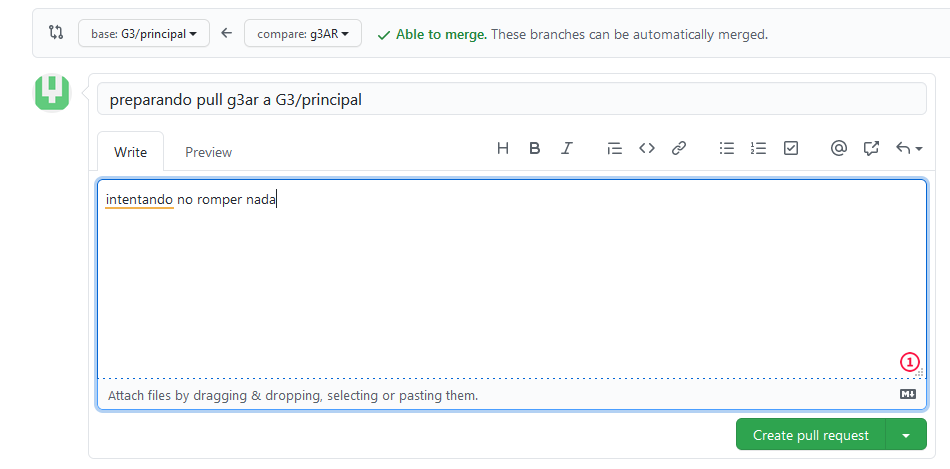 base: G3/principal compare: g3AR Able to merge. These branches can be automatically merged.
preparando pull g3ar a G3/principal
Write Preview H B I
intentando no romper nada
1
Attach files by dragging & dropping, selecting or pasting them.
Create pull request